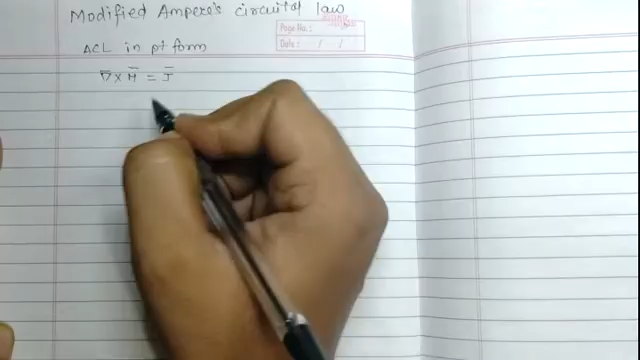 Modified Ampere's circuital law
Page No.:
Date: / /
ACL in pt form
∇̅ × H̅ = J̅